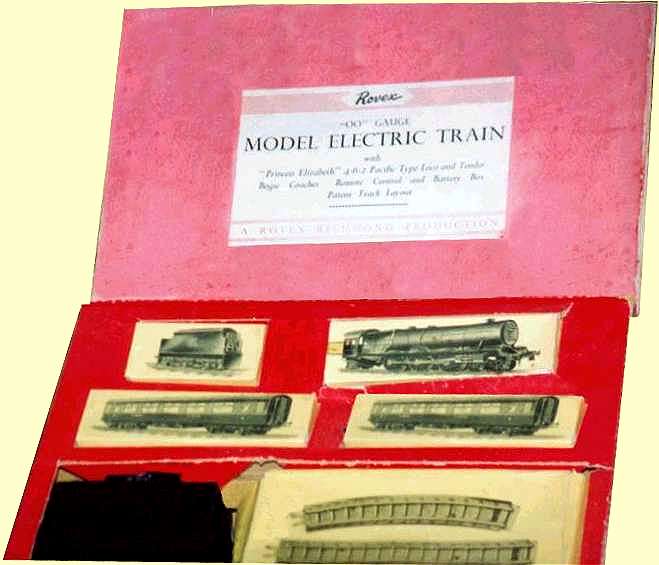 Rovex
"OO" GAUGE
MODEL ELECTRIC TRAIN
with
"Princess Elizabeth" 4-6-2 Pacific Type Loco and Tender
Bogie Coaches Remote Control and Battery Box
Patent Track Layout
A ROVEX RICHMOND PRODUCTION